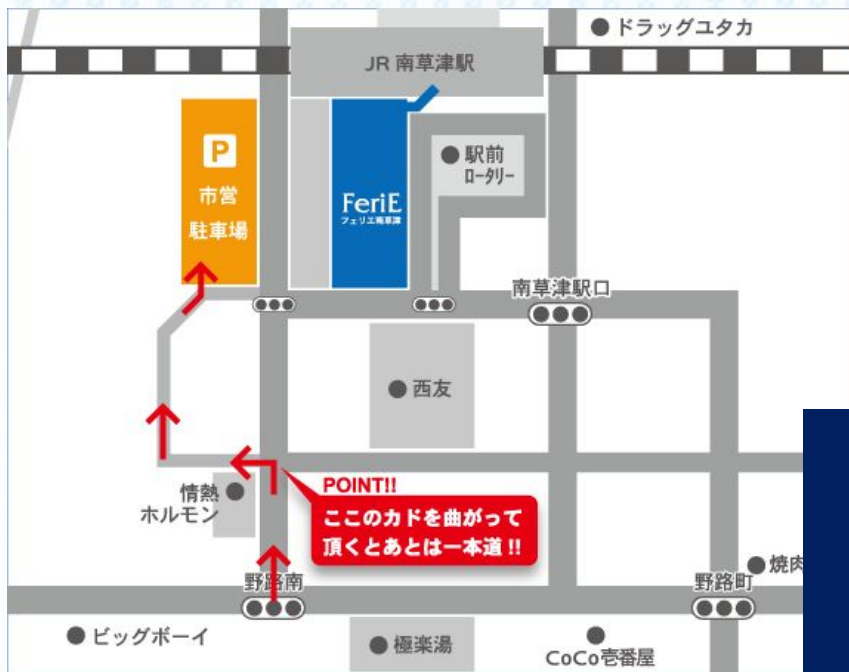 ドラッグユタカ
JR 南草津駅
P
市営
駐車場
FeriE
フェリエ南草津
駅前
ロータリー
南草津駅口
西友
情熱
ホルモン
POINT!!
ここのカドを曲がって
頂くとあとは一本道!!
野路南
野路町
焼肉
ビッグボーイ
極楽湯
CoCo壱番屋